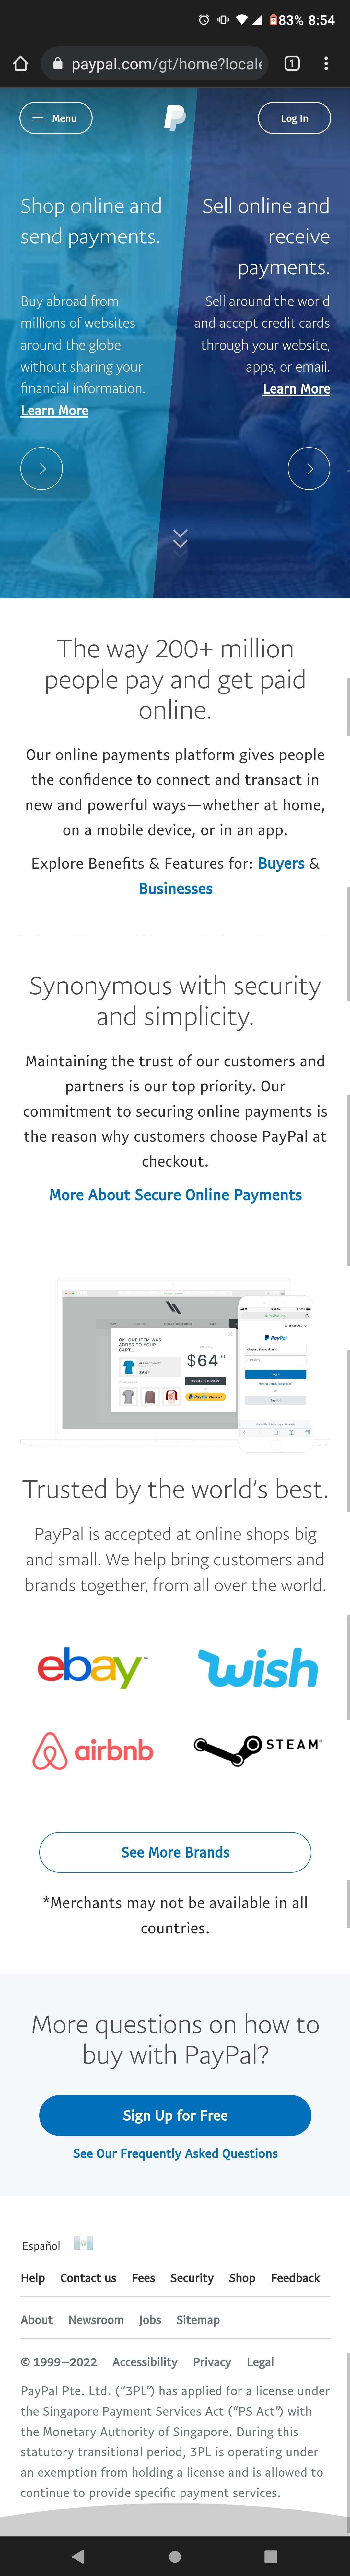 83% 8:54
paypal.com/gt/home?locale
1
Menu
Log In
Shop online and
send payments.
Buy abroad from
millions of websites
around the globe
without sharing your
financial information.
Learn More
Sell online and
receive
payments.
Sell around the world
and accept credit cards
through your website,
apps, or email.
Learn More
The way 200+ million
people pay and get paid
online.
Our online payments platform gives people
the confidence to connect and transact in
new and powerful ways—whether at home,
on a mobile device, or in an app.
Explore Benefits & Features for: Buyers &
Businesses
Synonymous with security
and simplicity.
Maintaining the trust of our customers and
partners is our top priority. Our
commitment to securing online payments is
the reason why customers choose PayPal at
checkout.
More About Secure Online Payments
OK, ONE ITEM WAS
ADDED TO YOUR
CART...
$64
PayPal
Log In
Sign Up
Trusted by the world's best.
PayPal is accepted at online shops big
and small. We help bring customers and
brands together, from all over the world.
ebay™
wish
airbnb
STEAM
See More Brands
*Merchants may not be available in all
countries.
More questions on how to
buy with PayPal?
Sign Up for Free
See Our Frequently Asked Questions
Español
Help Contact us Fees Security Shop Feedback
About Newsroom Jobs Sitemap
© 1999–2022 Accessibility Privacy Legal
PayPal Pte. Ltd. (“3PL”) has applied for a license under
the Singapore Payment Services Act (“PS Act”) with
the Monetary Authority of Singapore. During this
statutory transitional period, 3PL is operating under
an exemption from holding a license and is allowed to
continue to provide specific payment services.